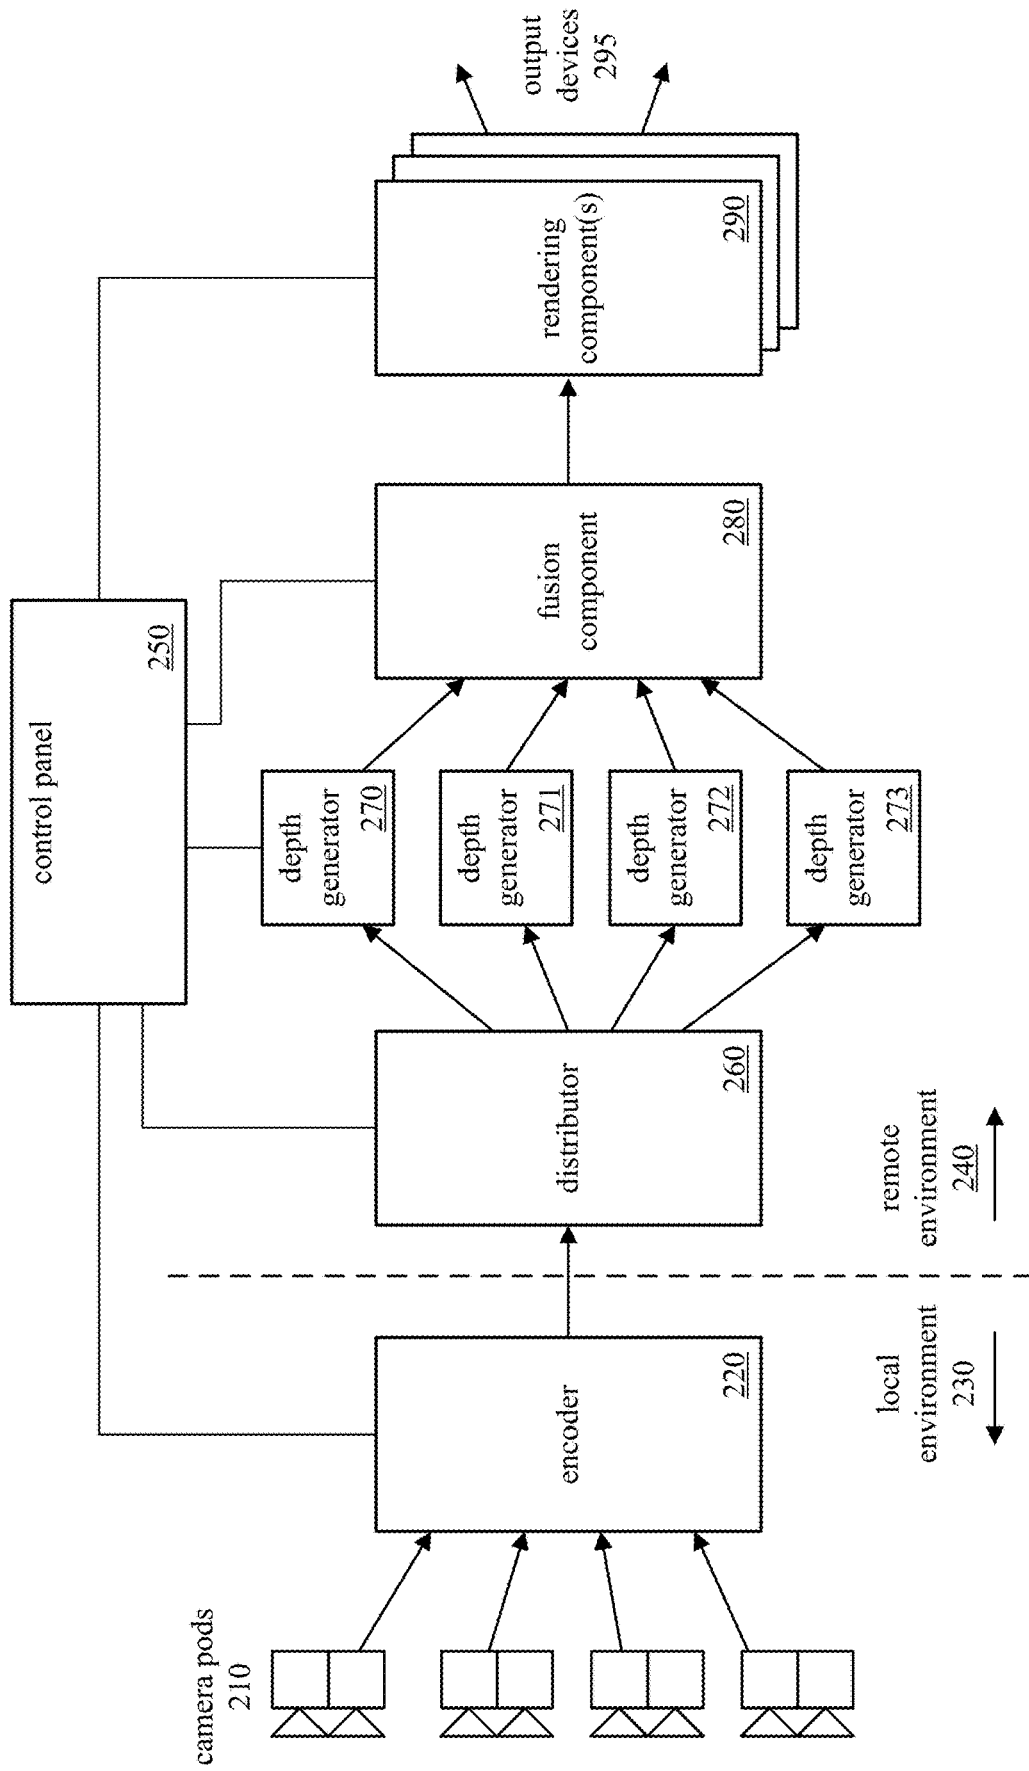 control panel
250
camera pods
210
encoder
220
distributor
260
depth
generator
270
depth
generator
271
depth
generator
272
depth
generator
273
fusion
component
280
rendering
component(s)
290
output
devices
295
local
environment
230
remote
environment
240